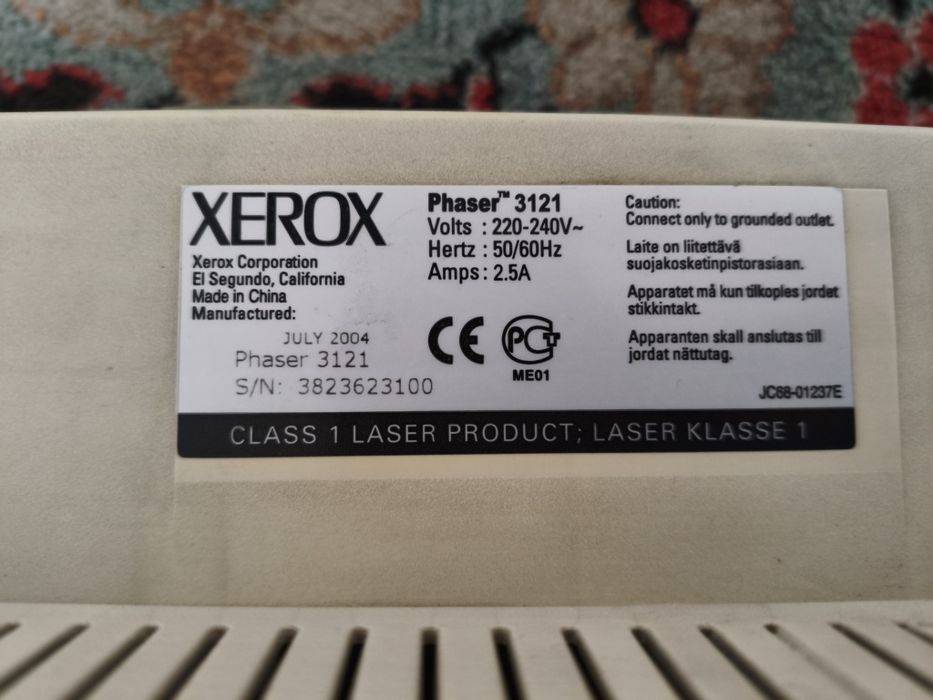 XEROX
Xerox Corporation
El Segundo, California
Made in China
Manufactured:
JULY 2004
Phaser 3121
S/N: 3823623100
Phaser™ 3121
Volts : 220-240V~
Hertz : 50/60Hz
Amps : 2.5A
CE
PCT
ME01
Caution:
Connect only to grounded outlet.
Laite on liitettävä
suojakosketinpistorasiaan.
Apparatet må kun tilkoples jordet
stikkintakt.
Apparanten skall anslutas till
jordat nättutag.
JC68-01237E
CLASS 1 LASER PRODUCT; LASER KLASSE 1